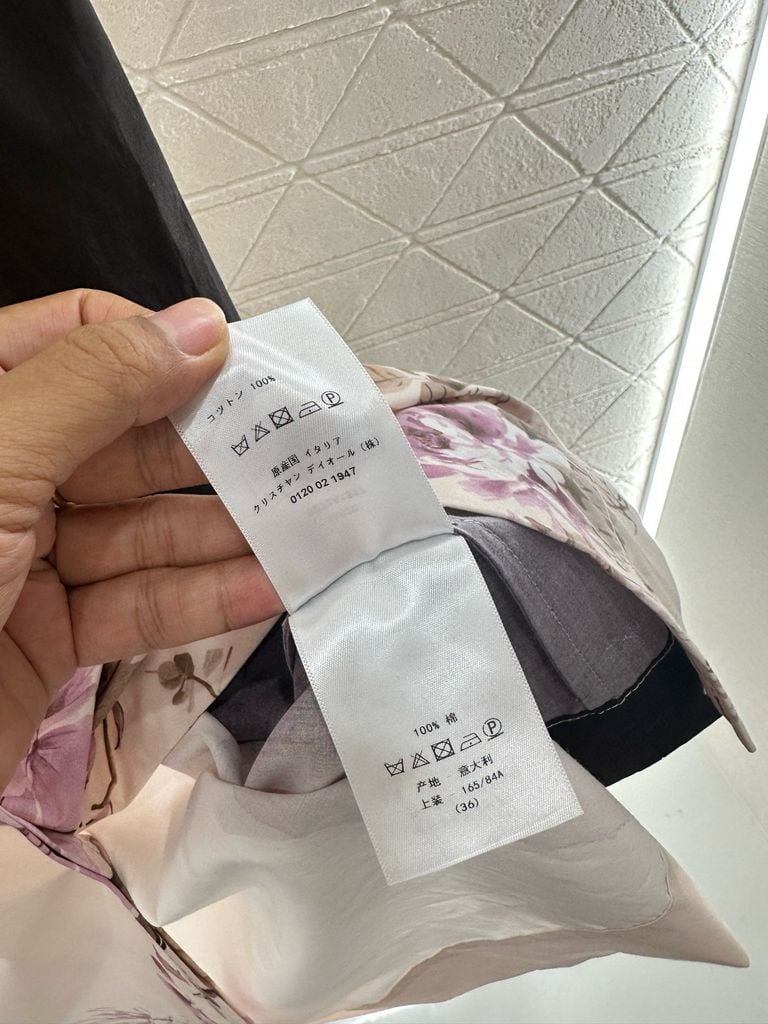 コットン 100%
P
原産国 イタリア
クリスチャン ディオール (株)
0120 02 1947
100% 棉
P
产地 意大利
上装 165/84A
(36)